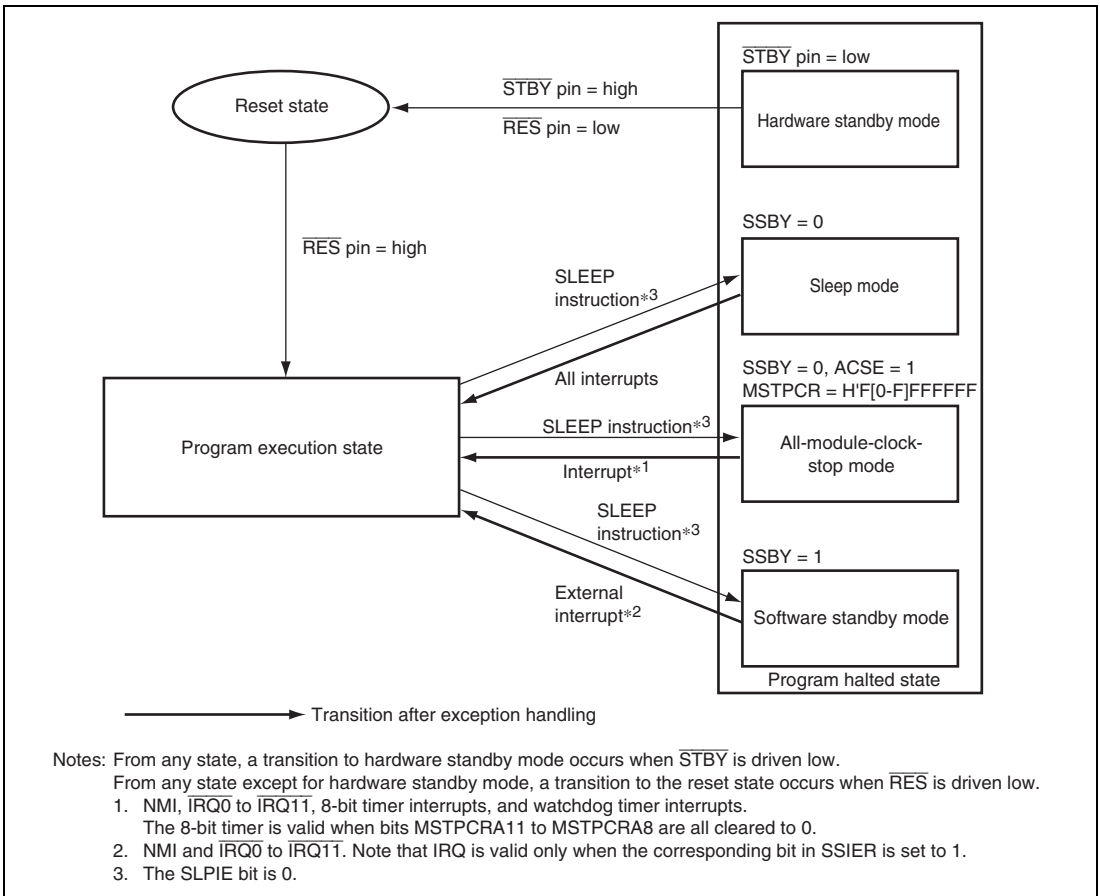 STBY pin = low
STBY pin = high
Reset state
Hardware standby mode
RES pin = low
SSBY = 0
RES pin = high
SLEEP
instruction*3
Sleep mode
All interrupts
SSBY = 0, ACSE = 1
MSTPCR = H'F[0-F]FFFFFF
SLEEP instruction*3
Program execution state
All-module-clock-
stop mode
Interrupt*1
SLEEP
instruction*3
SSBY = 1
External
interrupt*2
Software standby mode
Program halted state
Transition after exception handling
Notes: From any state, a transition to hardware standby mode occurs when STBY is driven low.
From any state except for hardware standby mode, a transition to the reset state occurs when RES is driven low.
1. NMI, IRQ0 to IRQ11, 8-bit timer interrupts, and watchdog timer interrupts.
The 8-bit timer is valid when bits MSTPCRA11 to MSTPCRA8 are all cleared to 0.
2. NMI and IRQ0 to IRQ11. Note that IRQ is valid only when the corresponding bit in SSIER is set to 1.
3. The SLPIE bit is 0.